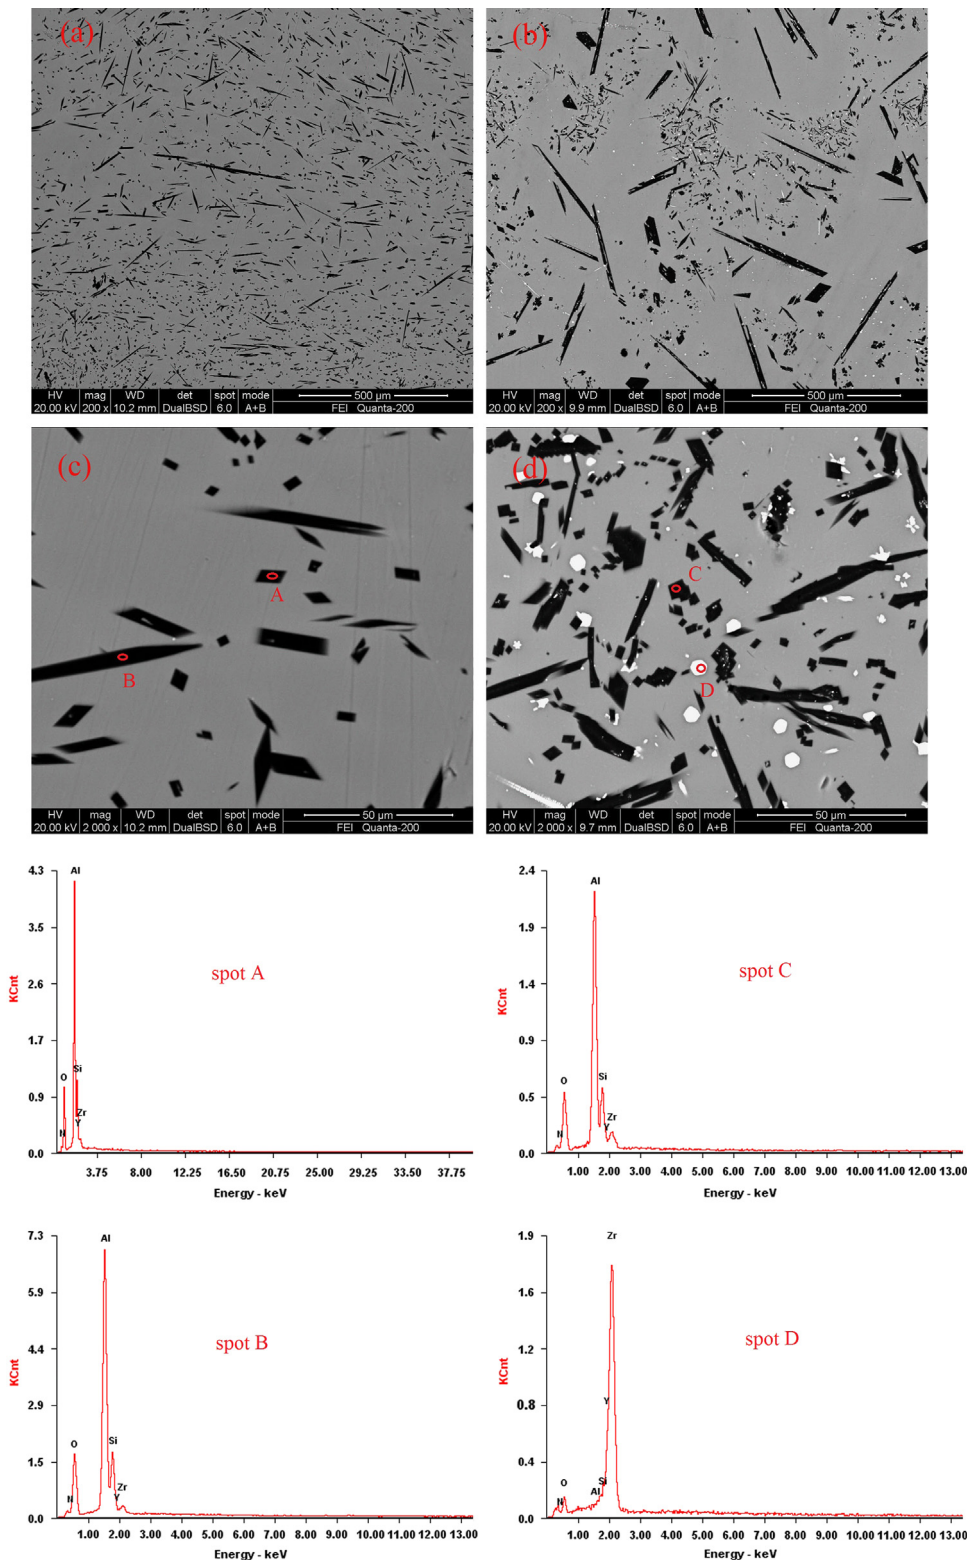 (a)
HV mag WD det spot mode 500 µm
20.00 kV 200 x 10.2 mm DualBSD 6.0 A+B FEI Quanta-200
(b)
HV mag WD det spot mode 500 µm
20.00 kV 200 x 9.9 mm DualBSD 6.0 A+B FEI Quanta-200
(c)
A
B
HV mag WD det spot mode 50 µm
20.00 kV 2 000 x 10.2 mm DualBSD 6.0 A+B FEI Quanta-200
(d)
C
D
HV mag WD det spot mode 50 µm
20.00 kV 2 000 x 9.7 mm DualBSD 6.0 A+B FEI Quanta-200
4.3
3.5
2.6
1.7
0.9
0.0
KCnt
Al
O
Si
Zr
Y
N
spot A
3.75 8.00 12.25 16.50 20.75 25.00 29.25 33.50 37.75
Energy - keV
2.4
1.9
1.4
0.9
0.5
0.0
KCnt
Al
O
Si
Zr
Y
N
spot C
1.00 2.00 3.00 4.00 5.00 6.00 7.00 8.00 9.00 10.00 11.00 12.00 13.00
Energy - keV
7.3
5.9
4.4
2.9
1.5
0.0
KCnt
Al
O
Si
Zr
Y
N
spot B
1.00 2.00 3.00 4.00 5.00 6.00 7.00 8.00 9.00 10.00 11.00 12.00 13.00
Energy - keV
1.9
1.6
1.2
0.8
0.4
0.0
KCnt
Zr
Y
O
Si
Al
N
spot D
1.00 2.00 3.00 4.00 5.00 6.00 7.00 8.00 9.00 10.00 11.00 12.00 13.00
Energy - keV